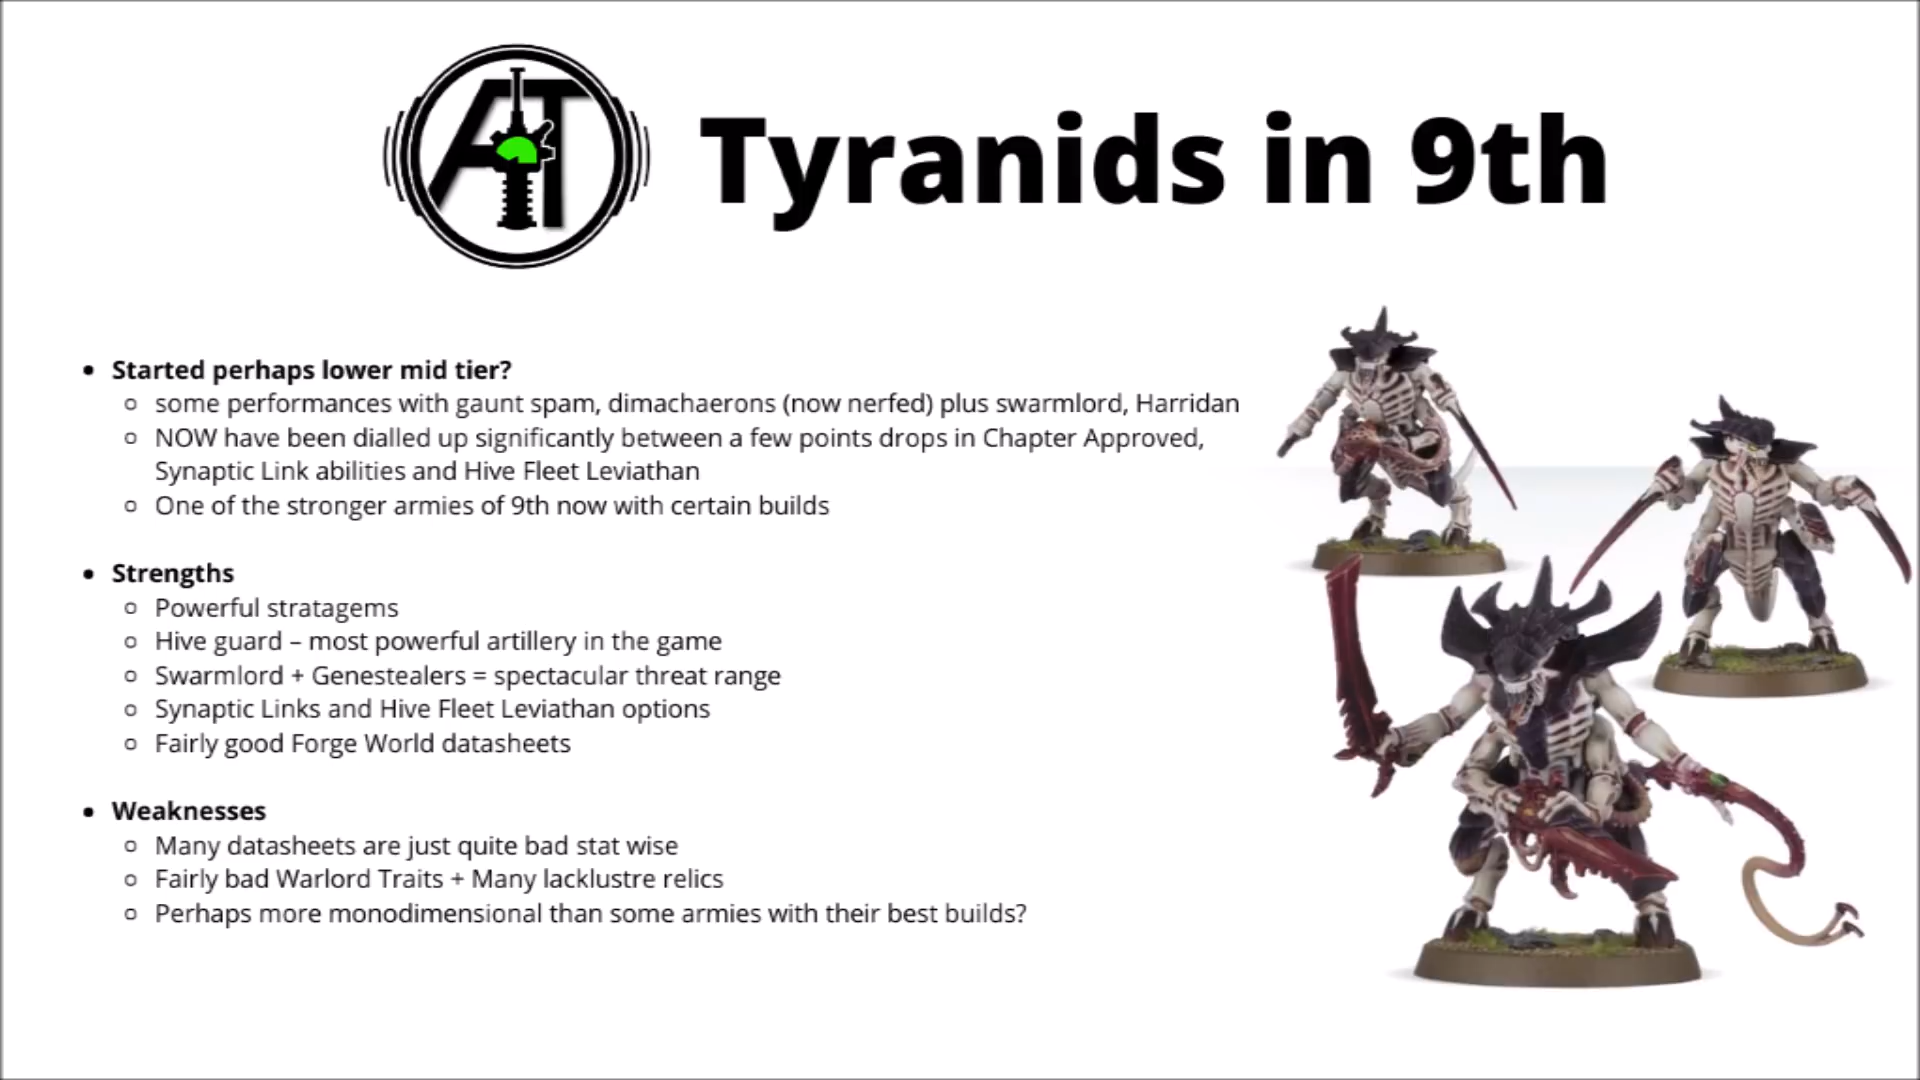 AT
Tyranids in 9th
• Started perhaps lower mid tier?
○ some performances with gaunt spam, dimachaerons (now nerfed) plus swarmlord, Harridan
○ NOW have been dialled up significantly between a few points drops in Chapter Approved,
Synaptic Link abilities and Hive Fleet Leviathan
○ One of the stronger armies of 9th now with certain builds
• Strengths
○ Powerful stratagems
○ Hive guard – most powerful artillery in the game
○ Swarmlord + Genestealers = spectacular threat range
○ Synaptic Links and Hive Fleet Leviathan options
○ Fairly good Forge World datasheets
• Weaknesses
○ Many datasheets are just quite bad stat wise
○ Fairly bad Warlord Traits + Many lacklustre relics
○ Perhaps more monodimensional than some armies with their best builds?